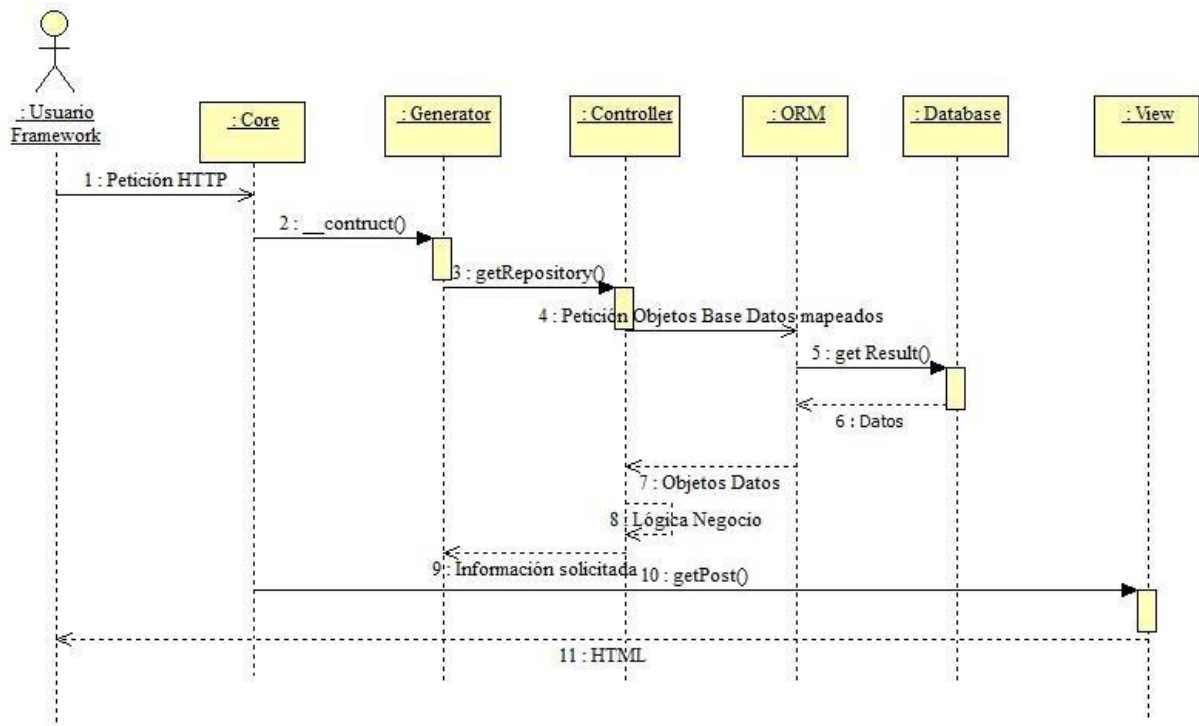 : Usuario
Framework
: Core
: Generator
: Controller
: ORM
: Database
: View
1 : Petición HTTP
2 : __contruct()
3 : getRepository()
4 : Petición Objetos Base Datos mapeados
5 : get Result()
6 : Datos
7 : Objetos Datos
8 : Lógica Negocio
9 : Información solicitada
10 : getPost()
11 : HTML